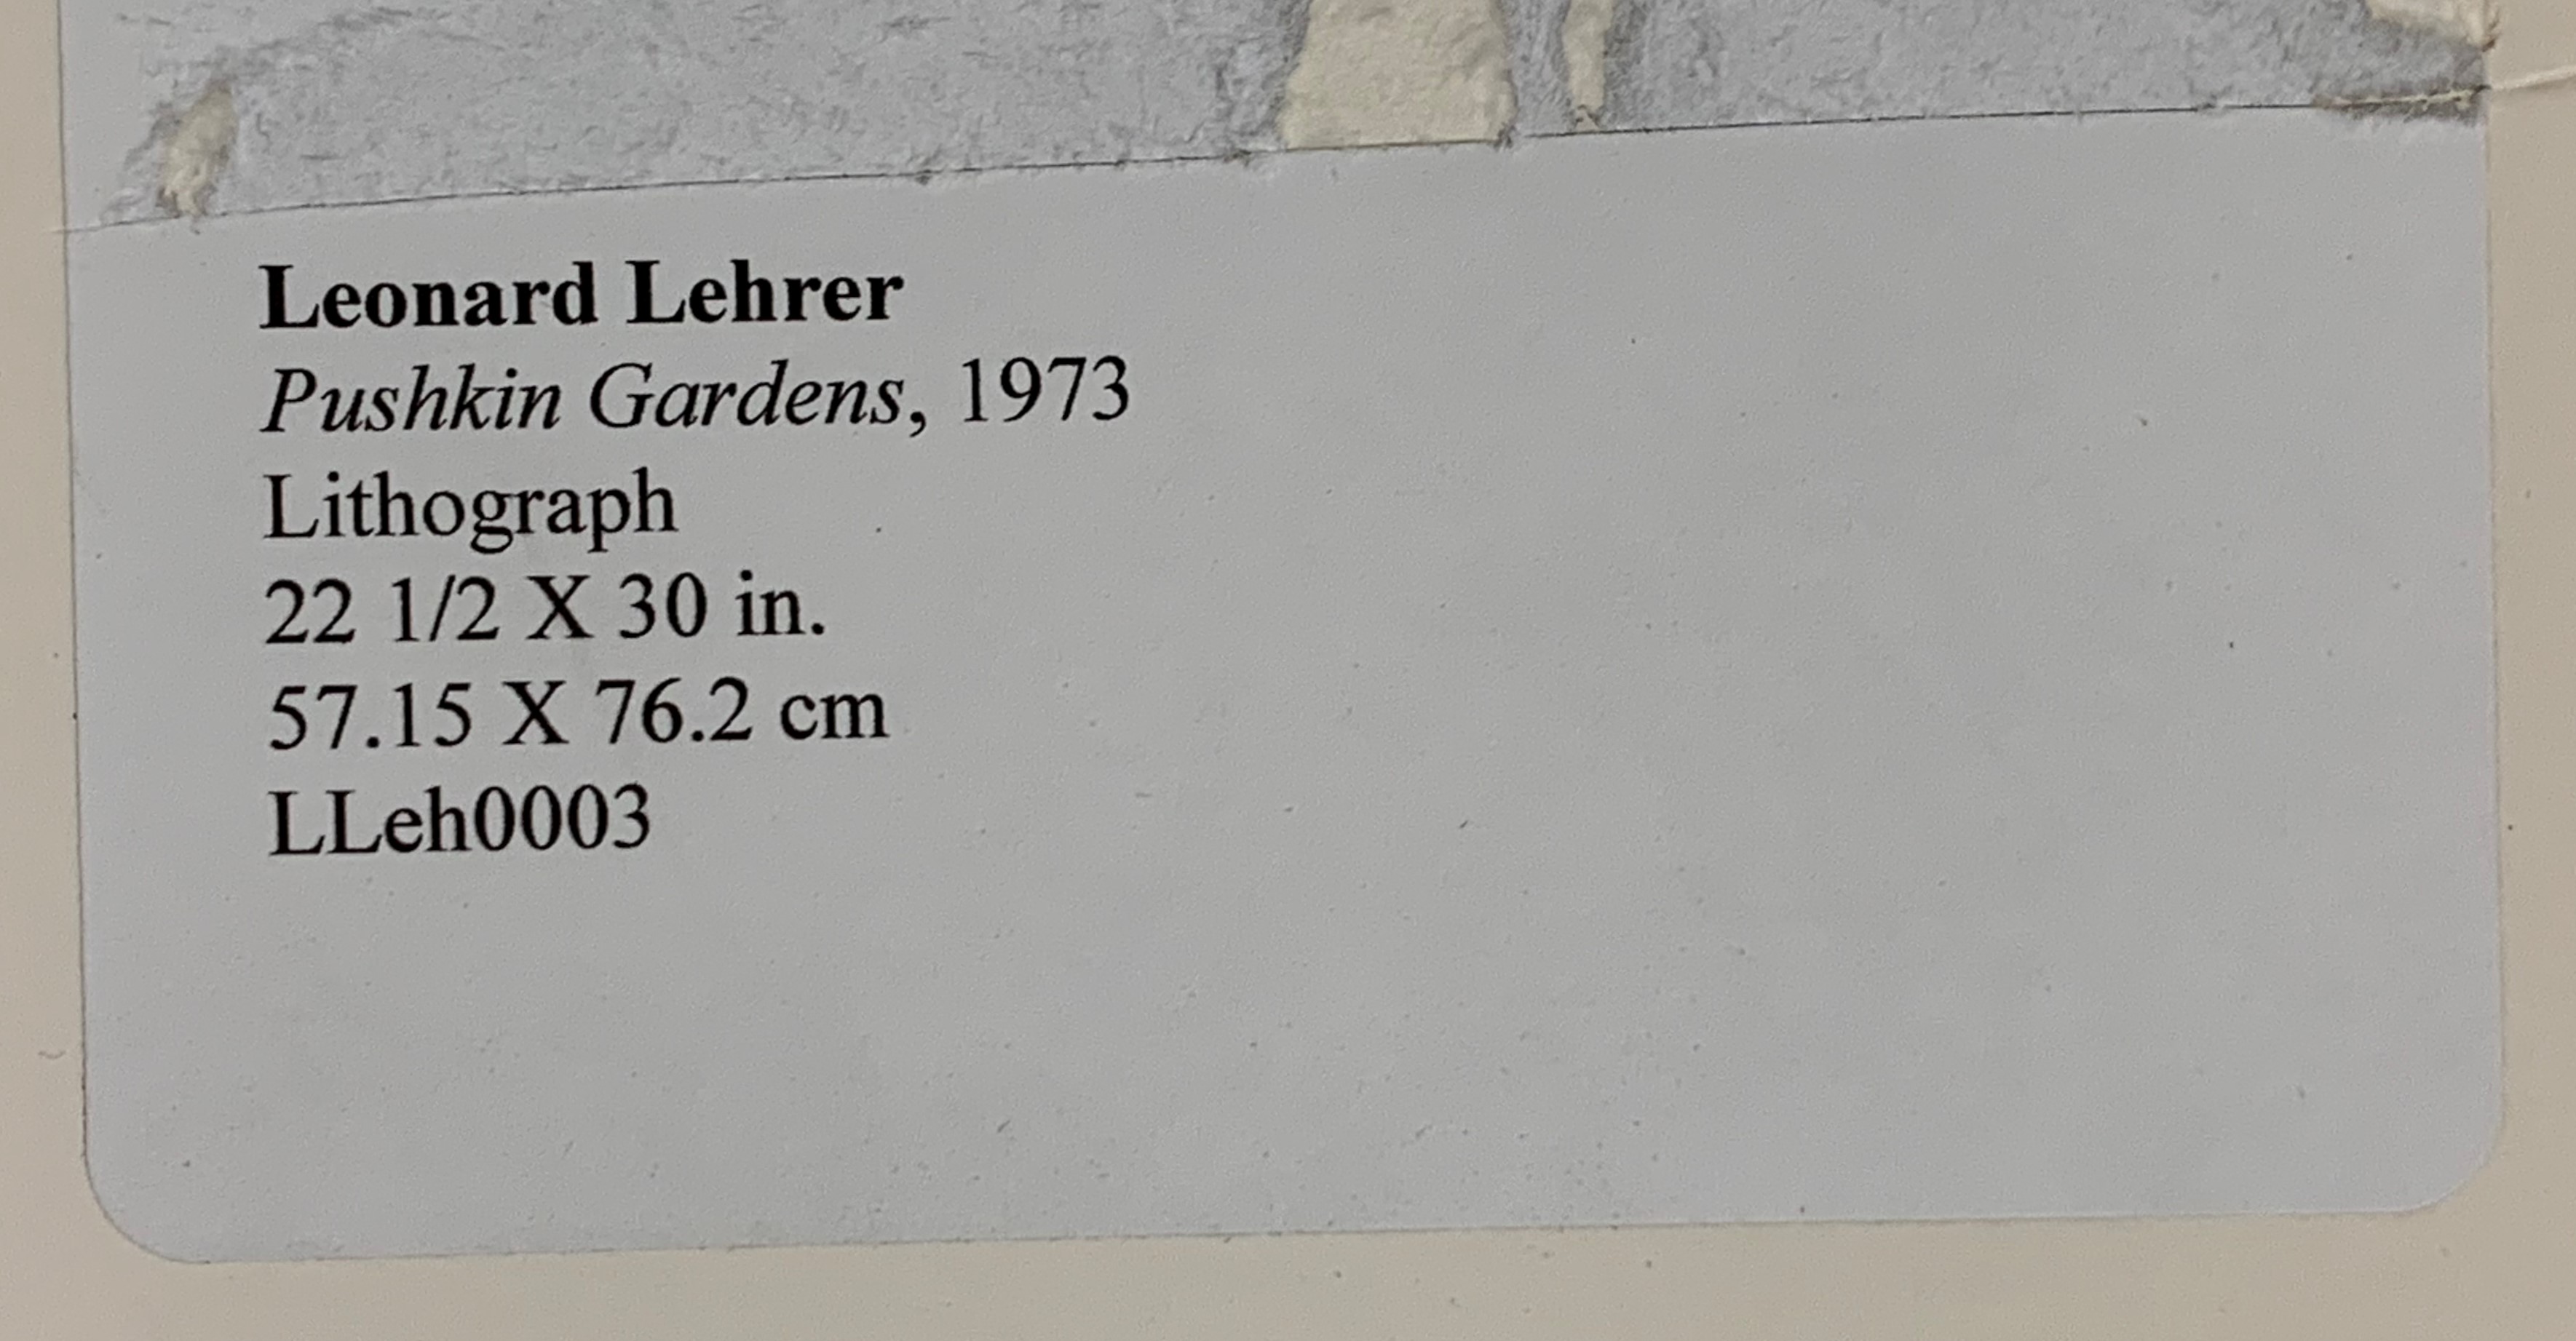 Leonard Lehrer
Pushkin Gardens, 1973
Lithograph
22 1/2 X 30 in.
57.15 X 76.2 cm
LLeh0003